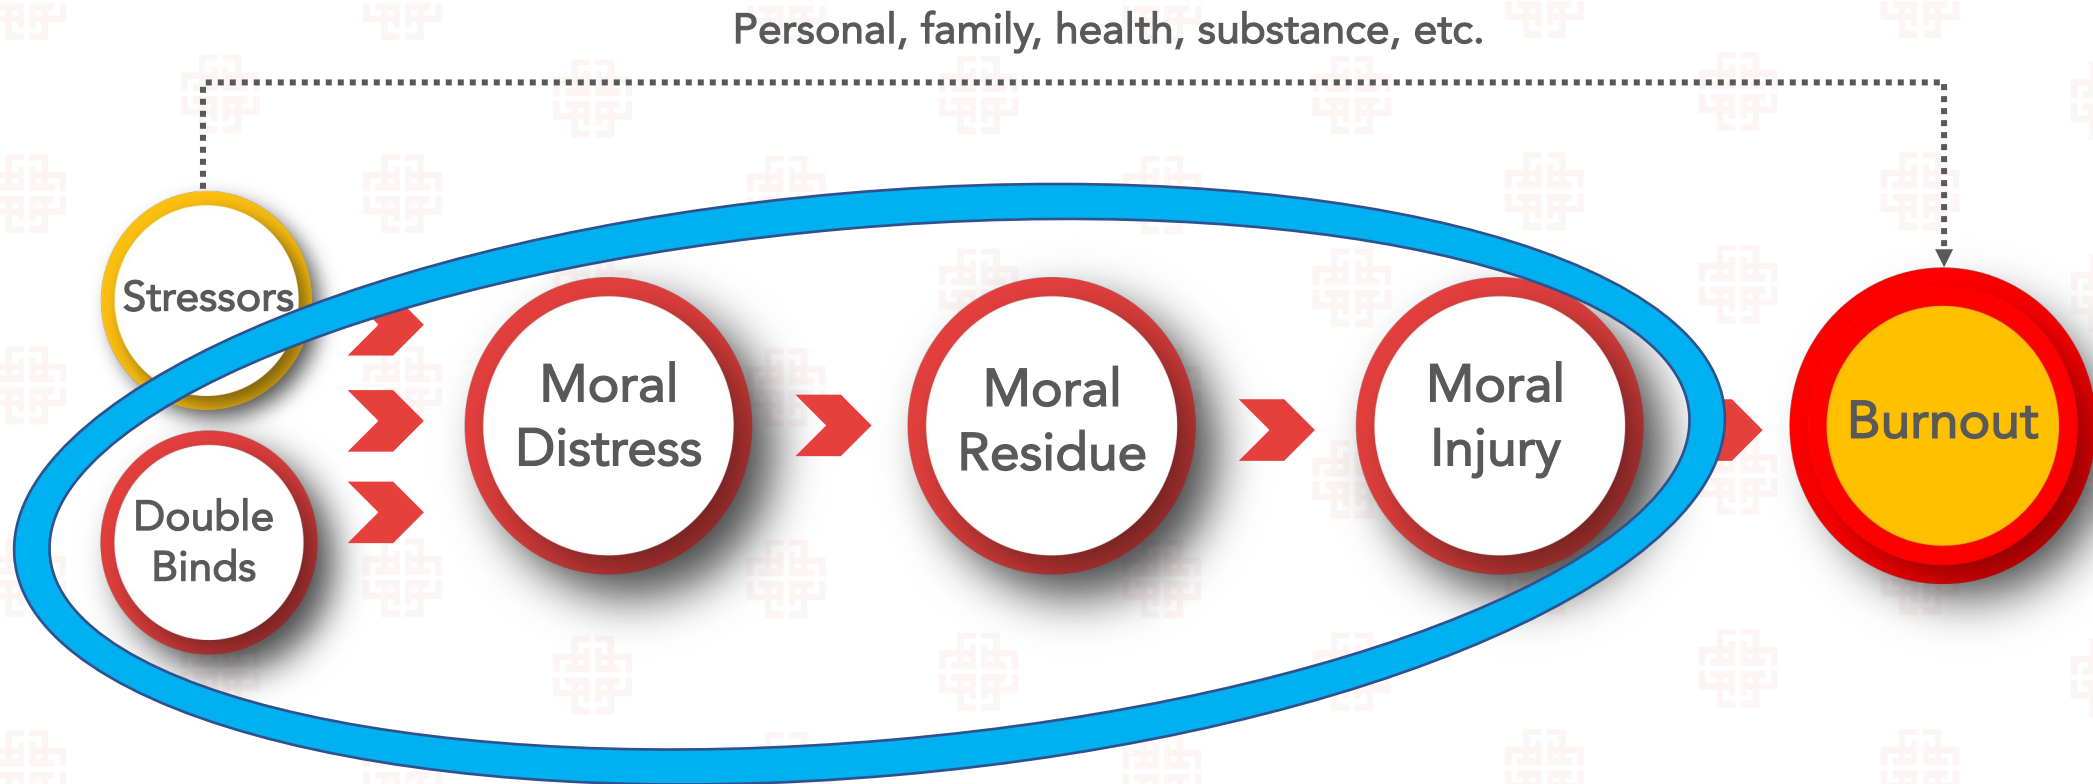 Personal, family, health, substance, etc.
Stressors
Double
Binds
Moral
Distress
Moral
Residue
Moral
Injury
Burnout